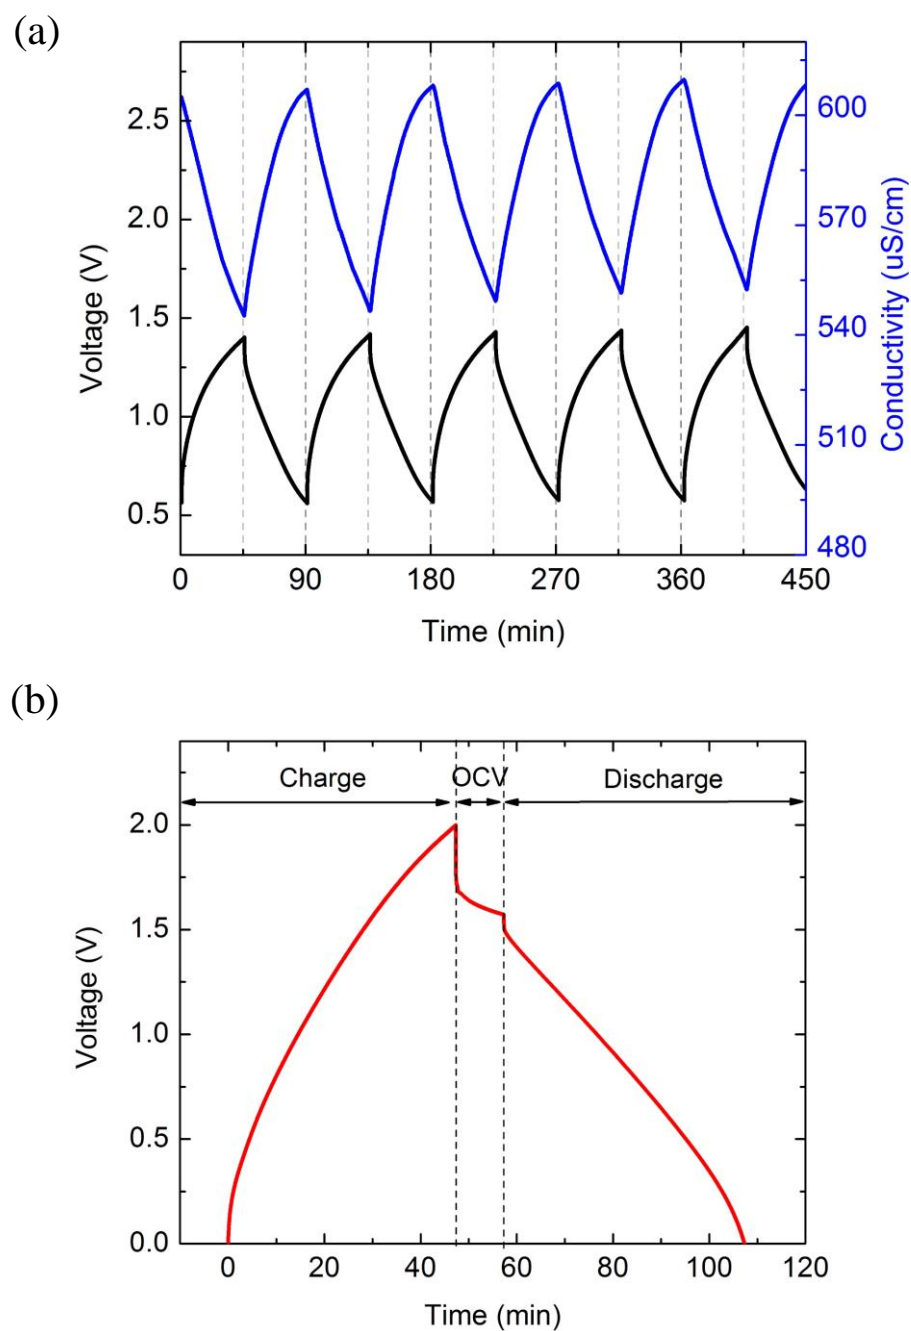 (a)
2.5
2.0
1.5
1.0
0.5
Voltage (V)
600
570
540
510
480
Conductivity (uS/cm)
0 90 180 270 360 450
Time (min)
(b)
Charge OCV Discharge
2.0
1.5
1.0
0.5
0.0
Voltage (V)
0 20 40 60 80 100 120
Time (min)